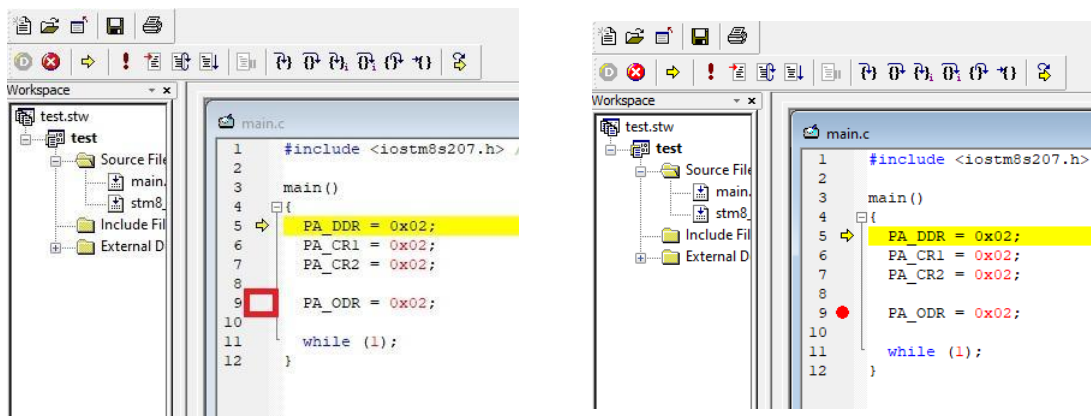 Workspace
test.stw
test
Source File
main.
stm8_
Include Fil
External D
main.c
1 #include <iostm8s207.h> /
2
3 main()
4 {
5 PA_DDR = 0x02;
6 PA_CR1 = 0x02;
7 PA_CR2 = 0x02;
8
9 PA_ODR = 0x02;
10
11 while (1);
12 }
Workspace
test.stw
test
Source File
main.
stm8_
Include Fil
External D
main.c
1 #include <iostm8s207.h>
2
3 main()
4 {
5 PA_DDR = 0x02;
6 PA_CR1 = 0x02;
7 PA_CR2 = 0x02;
8
9 PA_ODR = 0x02;
10
11 while (1);
12 }